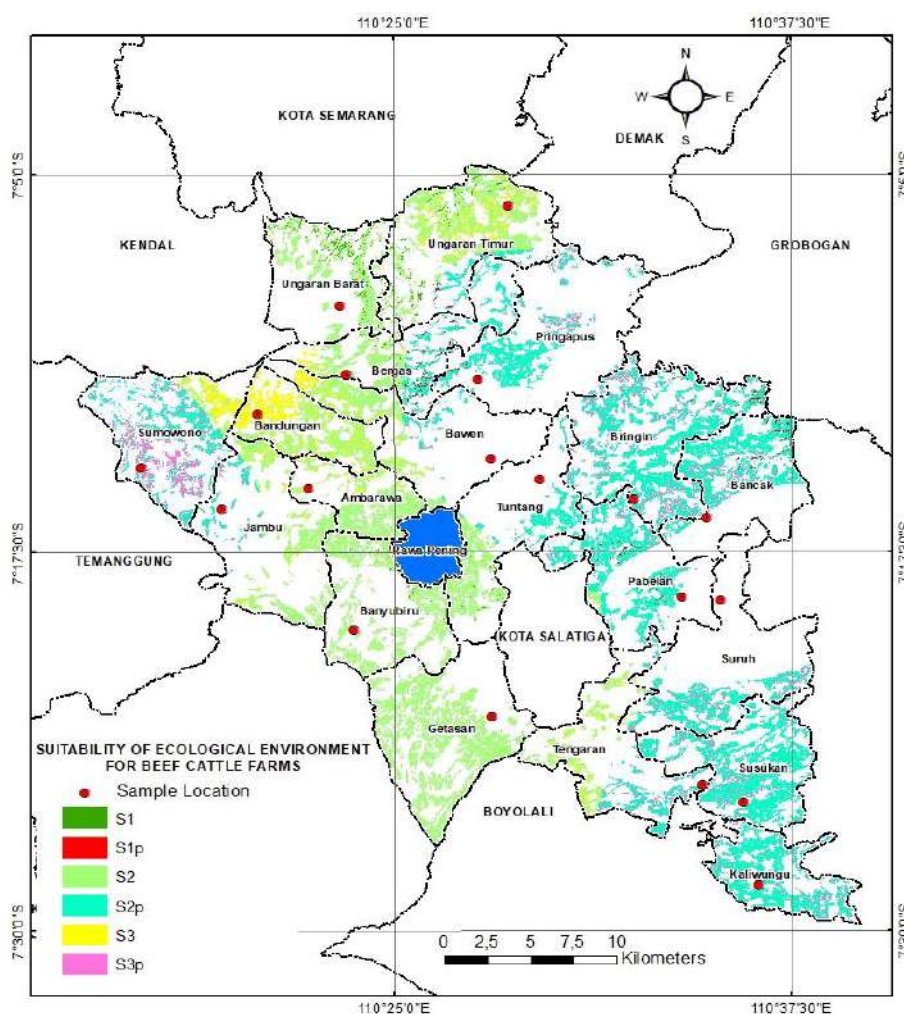 110°25'0"E 110°37'30"E
N
W E
S
KOTA SEMARANG
DEMAK
7°5'0"S
KENDAL
GROBOGAN
Ungaran Timur
Ungaran Barat
Pringapus
Bergas
Sumowono
Bandungan
Bawen
Bringin
Bancak
Ambarawa
Tuntang
Jambu
Rawa Pening
TEMANGGUNG
7°17'30"S
Pabelan
Banyubiru
KOTA SALATIGA
Suruh
Getasan
Tengaran
Susukan
BOYOLALI
Kaliwungu
SUITABILITY OF ECOLOGICAL ENVIRONMENT
FOR BEEF CATTLE FARMS
Sample Location
S1
S1p
S2
S2p
S3
S3p
7°30'0"S
0 2,5 5 7,5 10
Kilometers
110°25'0"E 110°37'30"E